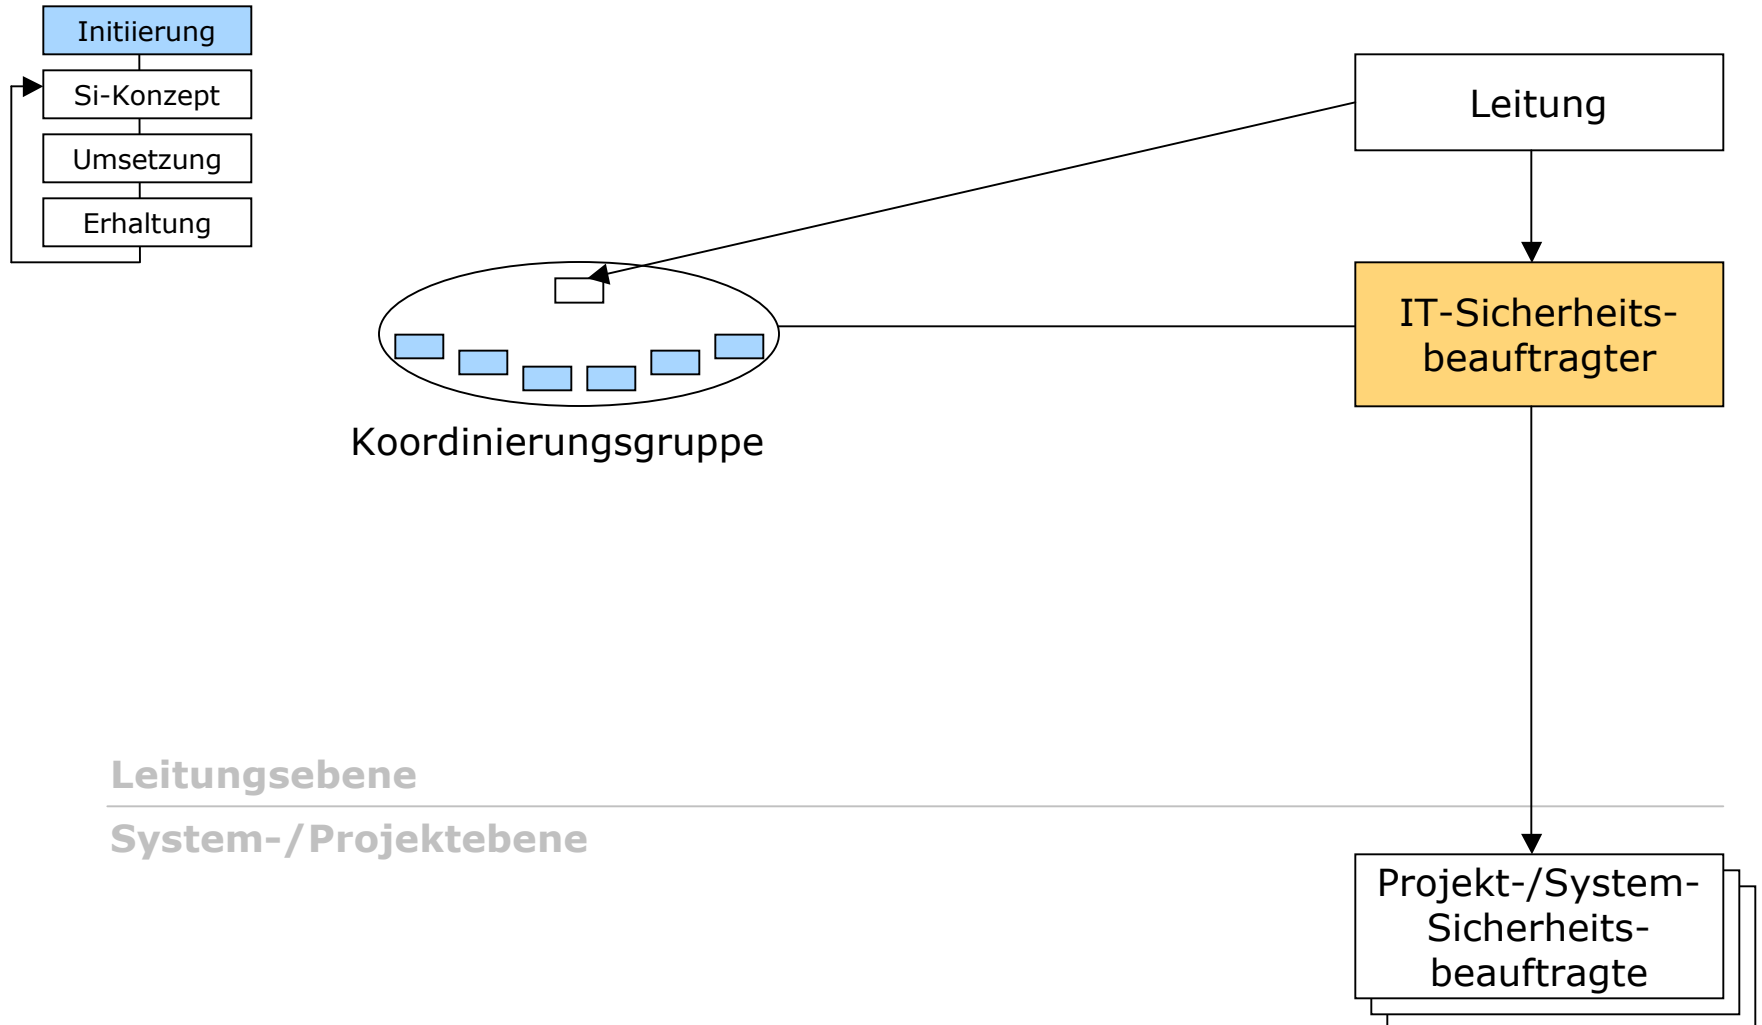 Initiierung
Si-Konzept
Umsetzung
Erhaltung
Leitung
IT-Sicherheits-
beauftragter
Koordinierungsgruppe
Leitungsebene
System-/Projektebene
Projekt-/System-
Sicherheits-
beauftragte